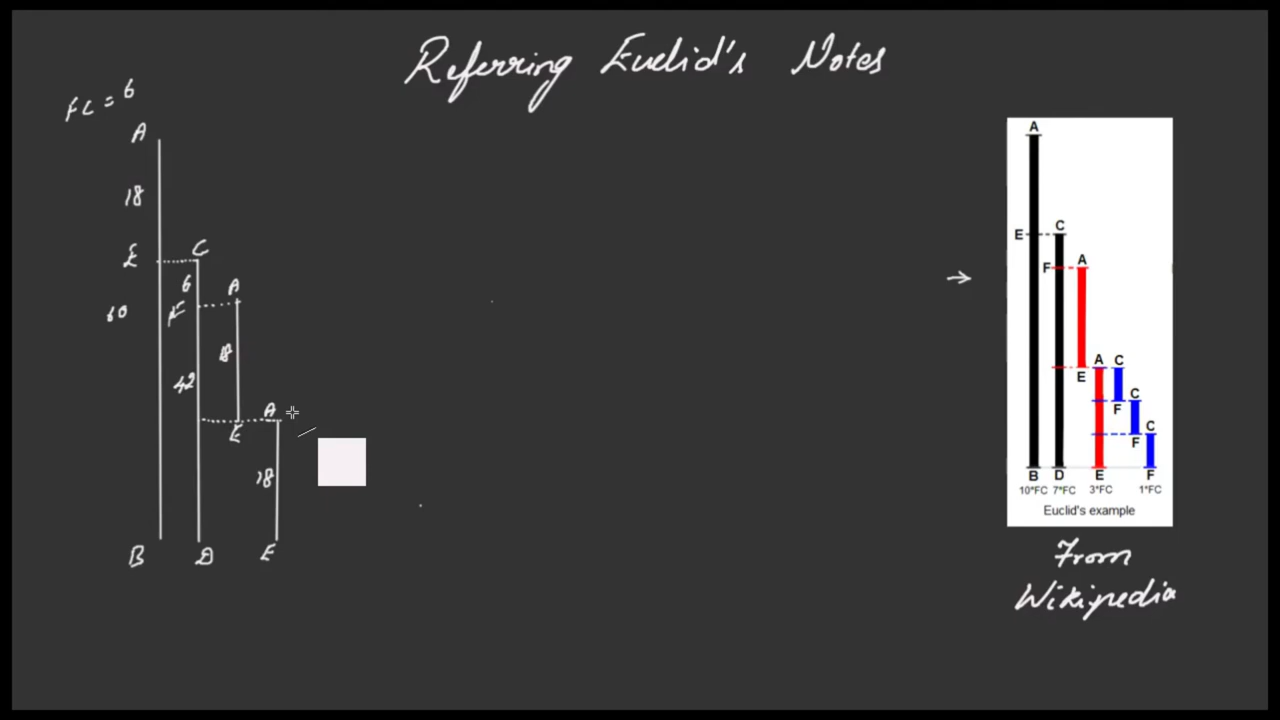 Referring Euclid's Notes
FC = 6
A
18
E C
6 A
60 F
18
42
A
E
18
B D E
A
E C
F A
A C
E
F C
F C
B D E F
10*FC 7*FC 3*FC 1*FC
Euclid's example
From
Wikipedia